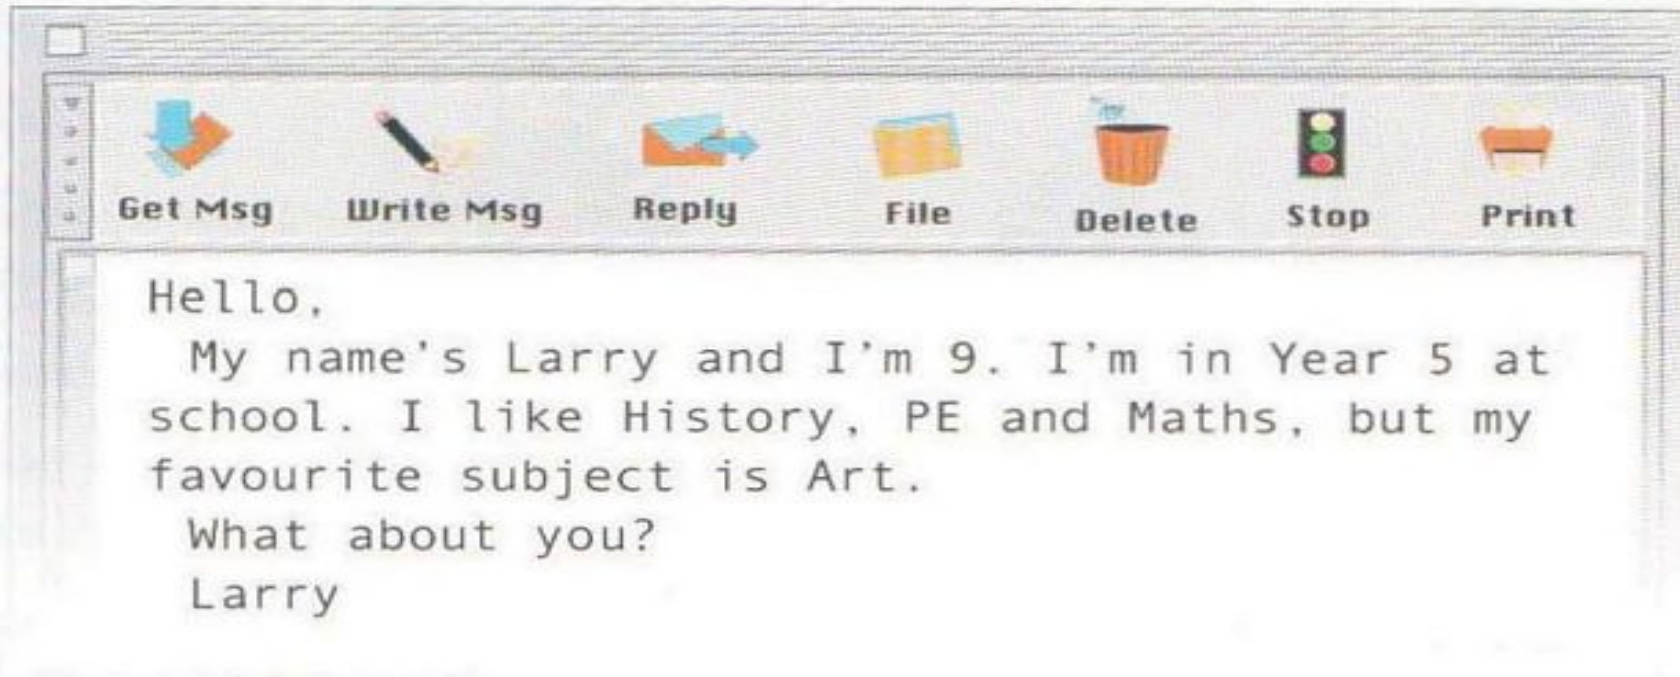 Get Msg Write Msg Reply File Delete Stop Print
Hello,
My name's Larry and I'm 9. I'm in Year 5 at
school. I like History, PE and Maths, but my
favourite subject is Art.
What about you?
Larry